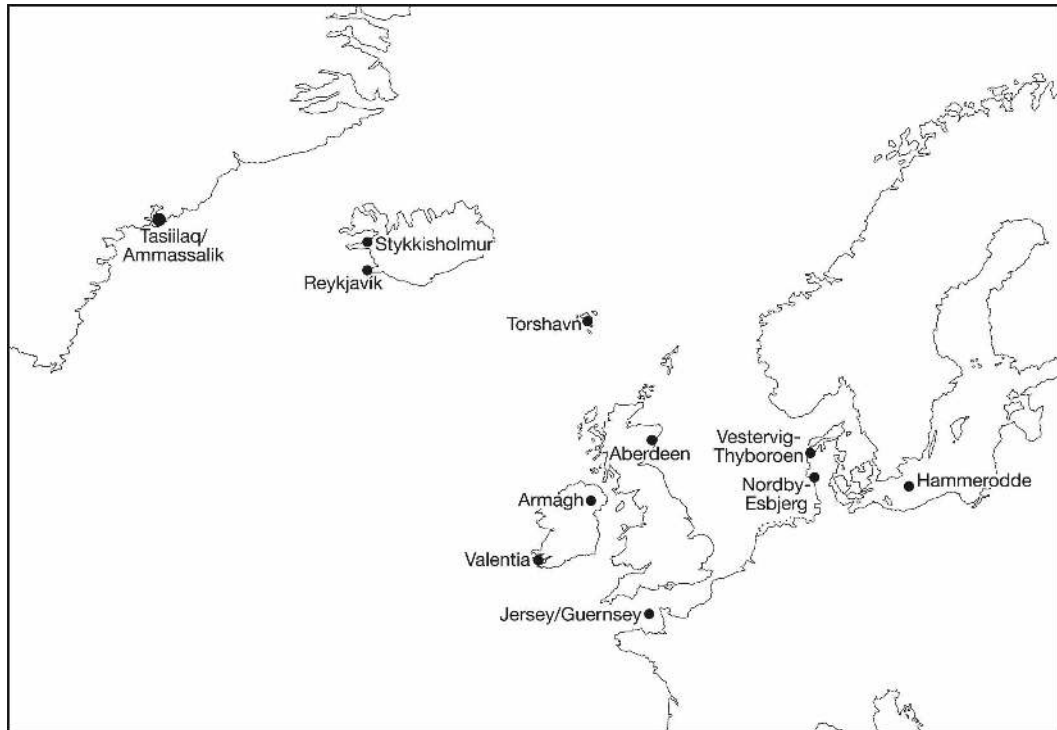 Tasiilaq/
Ammassalik
Stykkisholmur
Reykjavik
Torshavn
Aberdeen
Vestervig-
Thyboroen
Nordby-
Esbjerg
Hammerodde
Armagh
Valentia
Jersey/Guernsey